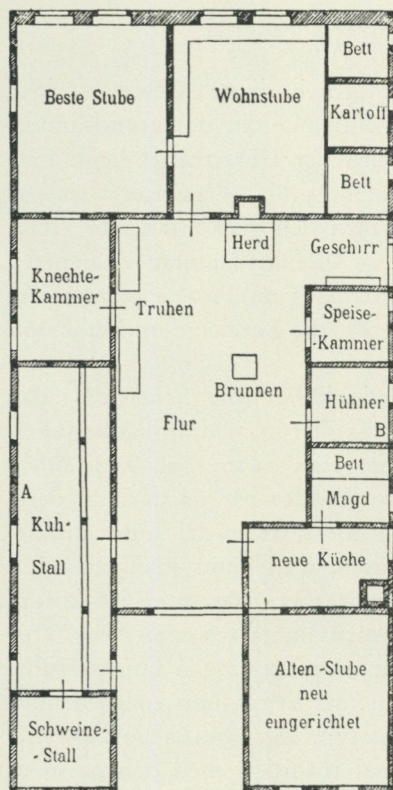 Beste Stube
Wohnstube
Bett
Kartoff
Bett
Herd
Geschirr
Knechte-
Kammer
Truhen
Speise-
-Kammer
Brunnen
Hühner
B
Flur
Bett
Magd
A
Kuh-
Stall
neue Küche
Alten-Stube
neu
eingerichtet
Schweine-
-Stall